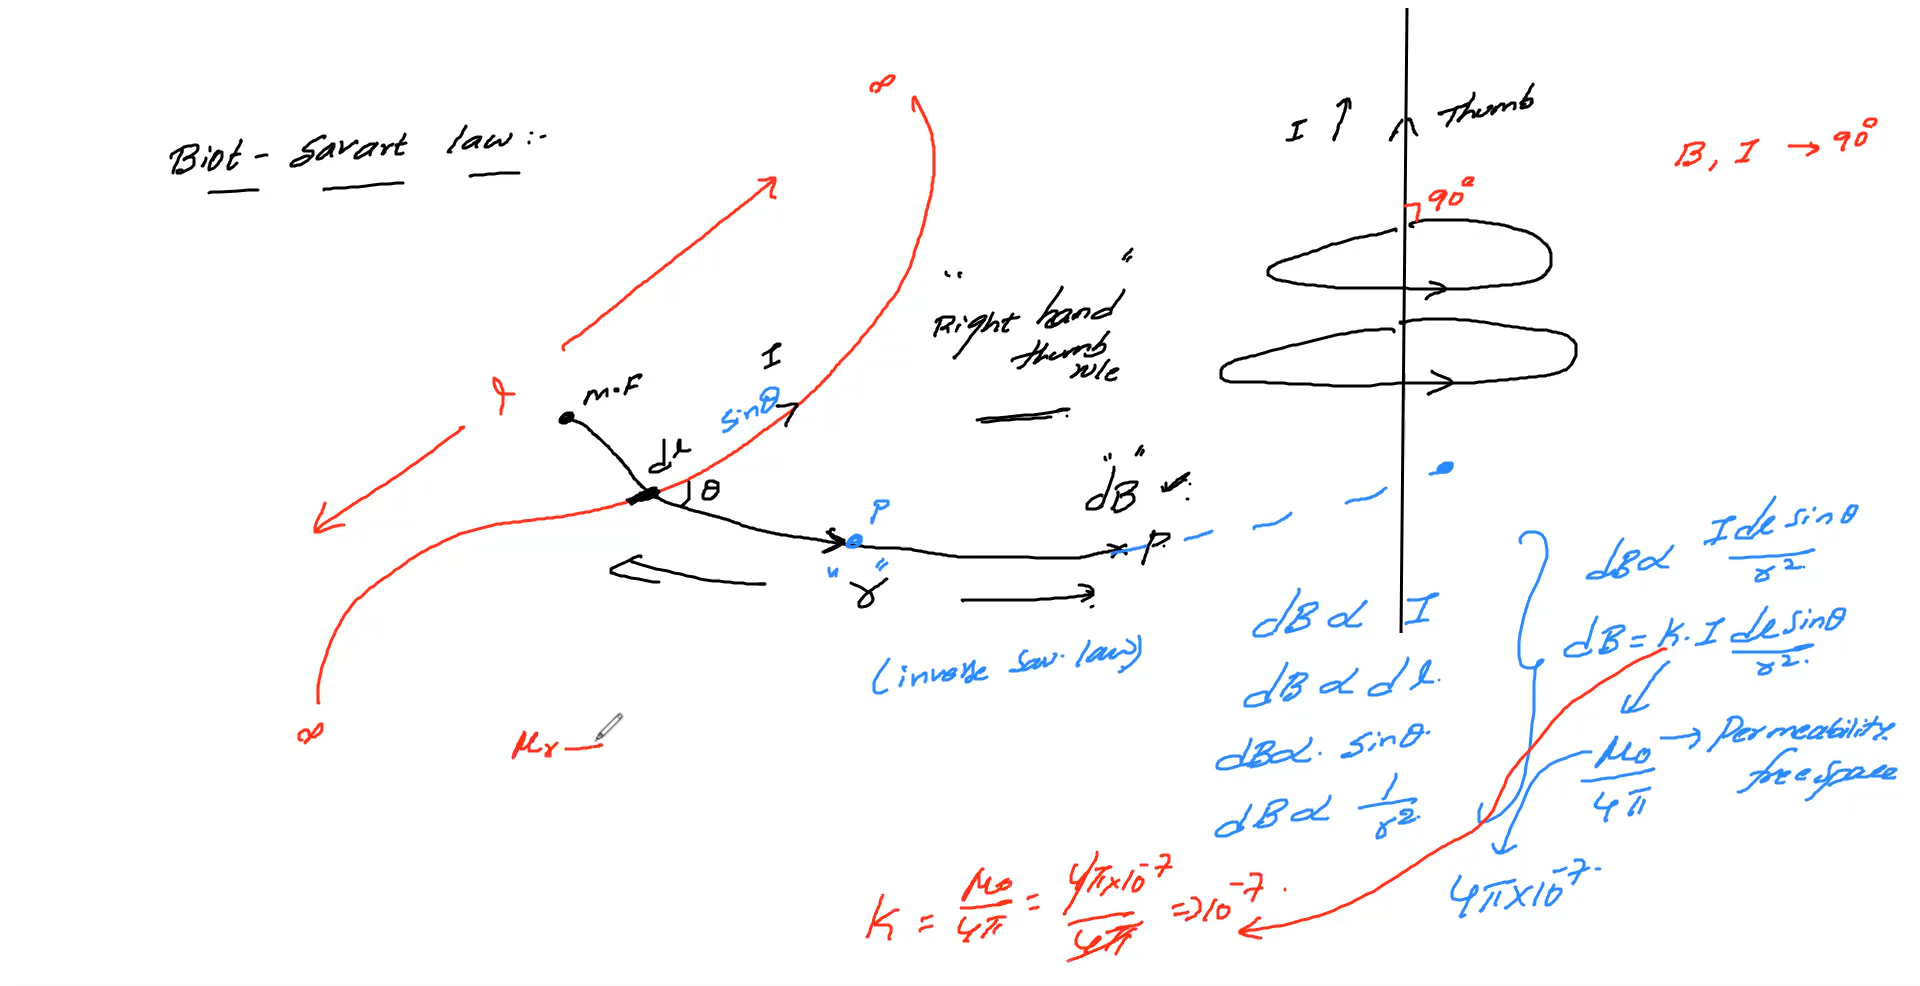 Biot - Savart law :-
∞
I ↑ Thumb
B, I → 90°
90°
"Right hand
thumb
rule"
I
m.F
sinθ
dl
θ
"dB"
P
P
"r"
dB ∝ I dl sinθ / r²
dB ∝ I
dB = K. I dl sinθ / r²
(inverse sqv. law)
dB ∝ dl.
dB ∝. sinθ.
μ₀ / 4π → Permeability
free space
∞
μr —
dB ∝ 1 / r²
4π×10⁻⁷.
K = μ₀ / 4π = 4π×10⁻⁷ / 4π ⇒ 10⁻⁷.